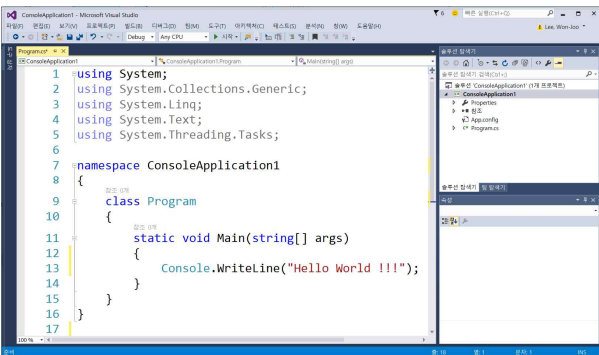 ConsoleApplication1 - Microsoft Visual Studio
6
빠른 실행(Ctrl+Q)
파일(F) 편집(E) 보기(V) 프로젝트(P) 빌드(B) 디버그(D) 팀(M) 도구(T) 아키텍처(C) 테스트(S) 분석(N) 창(W) 도움말(H)
Lee, Won-Joo
Debug Any CPU 시작
Program.cs
ConsoleApplication1 ConsoleApplication1.Program Main(string[] args)
1 using System;
2 using System.Collections.Generic;
3 using System.Linq;
4 using System.Text;
5 using System.Threading.Tasks;
6
7 namespace ConsoleApplication1
8 {
참조 0개
9 class Program
10 {
참조 0개
11 static void Main(string[] args)
12 {
13 Console.WriteLine("Hello World !!!");
14 }
15 }
16 }
17
100 %
솔루션 탐색기
솔루션 탐색기 검색(Ctrl+;)
솔루션 'ConsoleApplication1' (1개 프로젝트)
ConsoleApplication1
Properties
참조
App.config
C# Program.cs
솔루션 탐색기 팀 탐색기
속성
준비
줄: 18 열: 1 문자: 1 INS